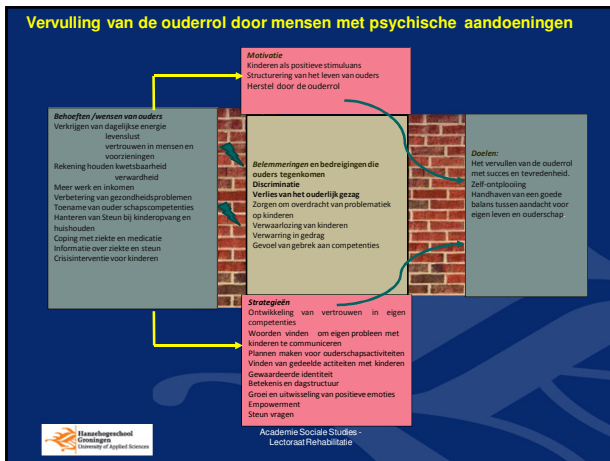 Vervulling van de ouderrol door mensen met psychische aandoeningen
Motivatie
Kinderen als positieve stimuluans
Structurering van het leven van ouders
Herstel door de ouderrol
Behoeften /wensen van ouders
Verkrijgen van dagelijkse energie
levenslust
vertrouwen in mensen en
voorzieningen
Rekening houden kwetsbaarheid
verwardheid
Meer werk en inkomen
Verbetering van gezondheidsproblemen
Toename van ouder schapscompetenties
Hanteren van Steun bij kinderopvang en
huishouden
Coping met ziekte en medicatie
Informatie over ziekte en steun
Crisisinterventie voor kinderen
Belemmeringen en bedreigingen die
ouders tegenkomen
Discriminatie
Verlies van het ouderlijk gezag
Zorgen om overdracht van problematiek
op kinderen
Verwaarlozing van kinderen
Verwarring in gedrag
Gevoel van gebrek aan competenties
Doelen:
Het vervullen van de ouderrol
met succes en tevredenheid.
Zelf-ontplooiing
Handhaven van een goede
balans tussen aandacht voor
eigen leven en ouderschap.
Strategieën
Ontwikkeling van vertrouwen in eigen
competenties
Woorden vinden om eigen probleem met
kinderen te communiceren
Plannen maken voor ouderschapsactiviteiten
Vinden van gedeelde actiteiten met kinderen
Gewaardeerde identiteit
Betekenis en dagstructuur
Groei en uitwisseling van positieve emoties
Empowerment
Steun vragen
Hanzehogeschool
Groningen
University of Applied Sciences
Academie Sociale Studies -
Lectoraat Rehabilitatie